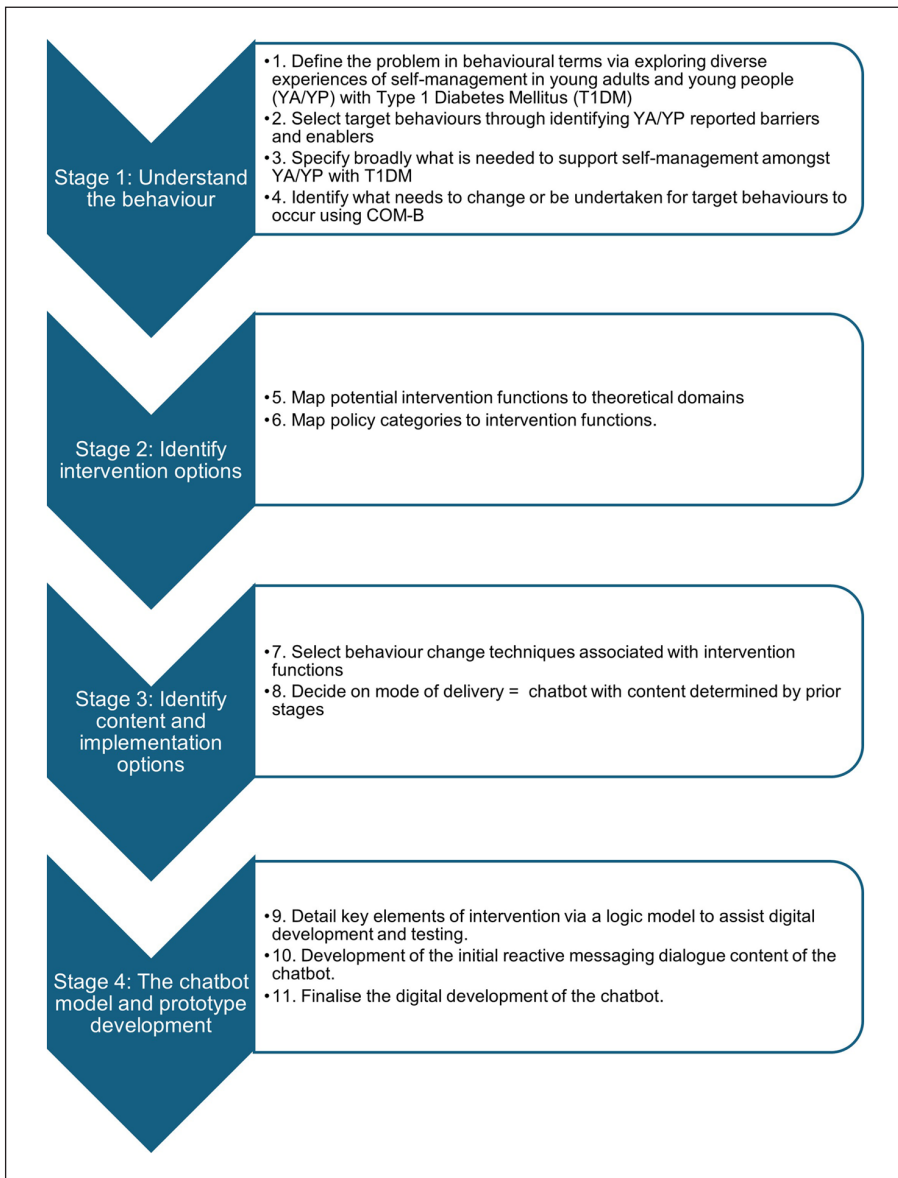 Stage 1: Understand
the behaviour
•1. Define the problem in behavioural terms via exploring diverse
experiences of self-management in young adults and young people
(YA/YP) with Type 1 Diabetes Mellitus (T1DM)
•2. Select target behaviours through identifying YA/YP reported barriers
and enablers
•3. Specify broadly what is needed to support self-management amongst
YA/YP with T1DM
•4. Identify what needs to change or be undertaken for target behaviours to
occur using COM-B
Stage 2: Identify
intervention options
•5. Map potential intervention functions to theoretical domains
•6. Map policy categories to intervention functions.
Stage 3: Identify
content and
implementation
options
•7. Select behaviour change techniques associated with intervention
functions
•8. Decide on mode of delivery = chatbot with content determined by prior
stages
Stage 4: The chatbot
model and prototype
development
•9. Detail key elements of intervention via a logic model to assist digital
development and testing.
•10. Development of the initial reactive messaging dialogue content of the
chatbot.
•11. Finalise the digital development of the chatbot.